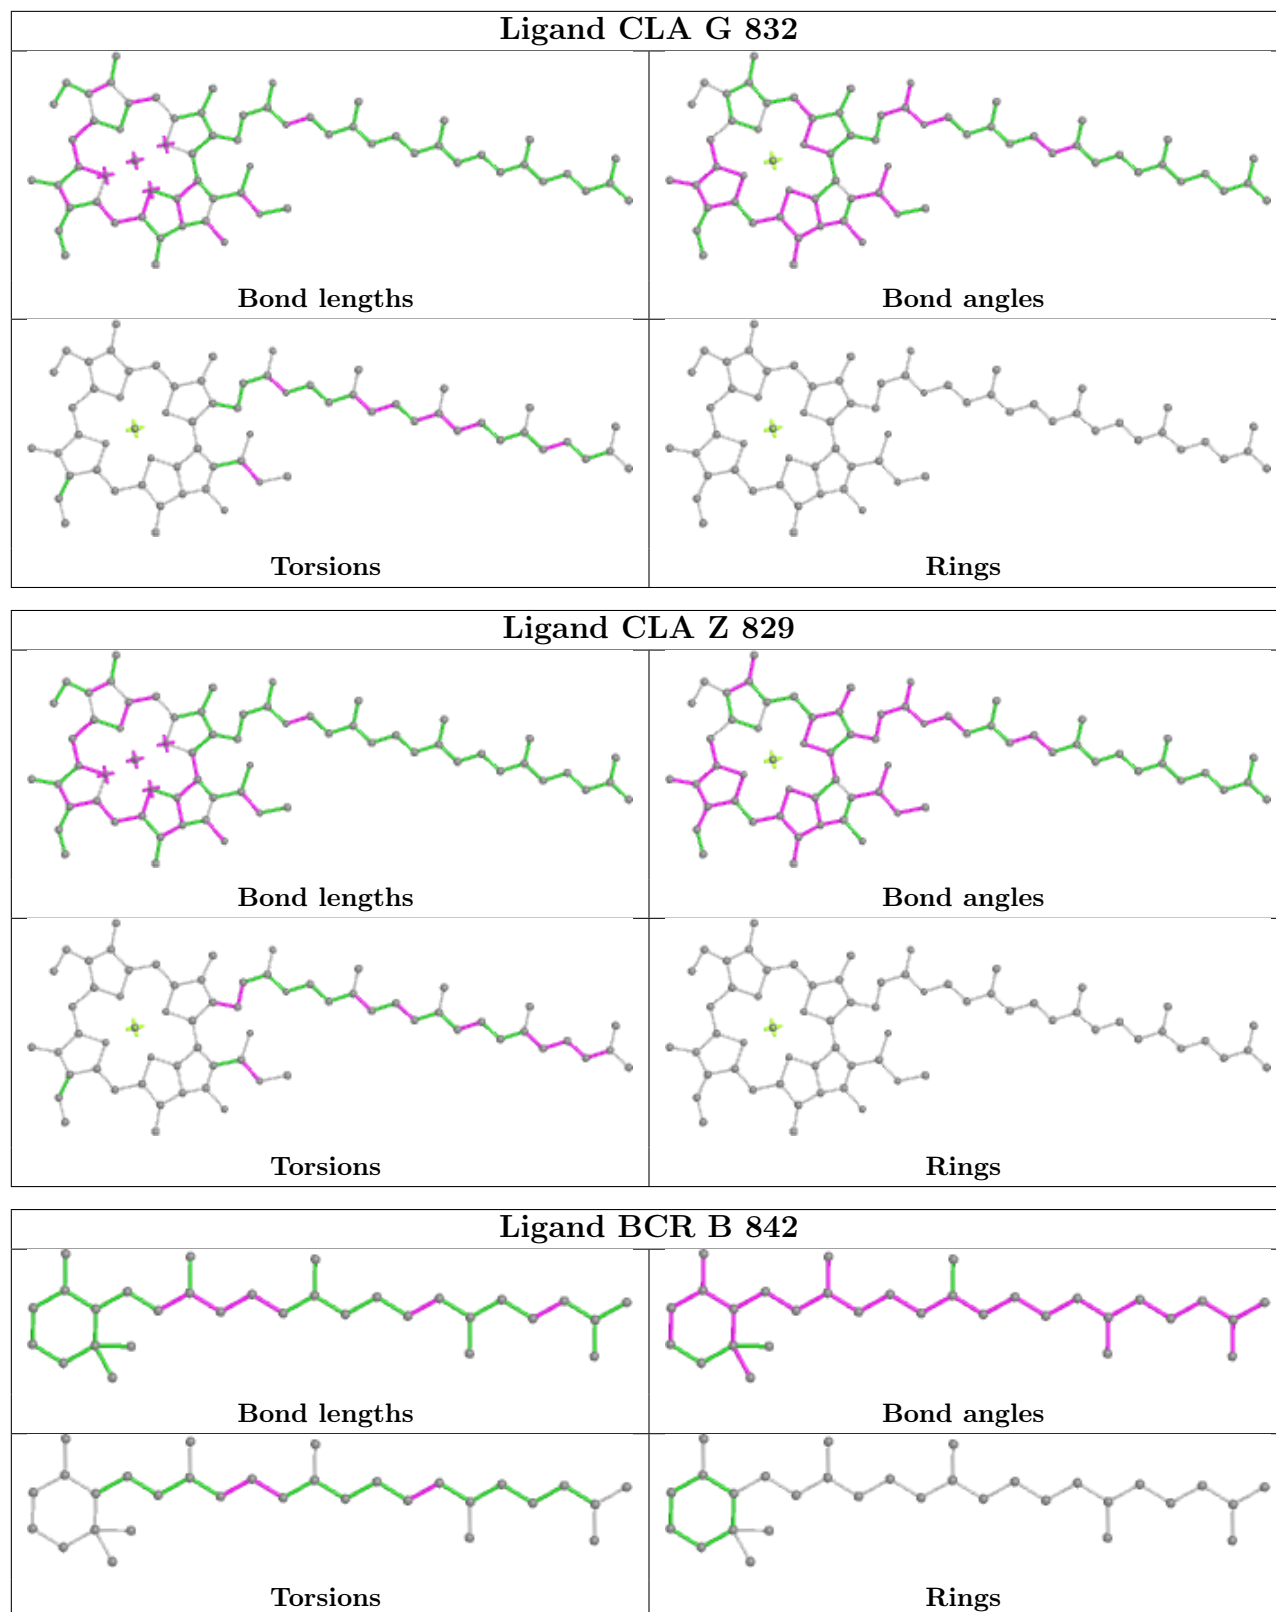 Ligand CLA G 832
Bond lengths
Bond angles
Torsions
Rings
Ligand CLA Z 829
Bond lengths
Bond angles
Torsions
Rings
Ligand BCR B 842
Bond lengths
Bond angles
Torsions
Rings